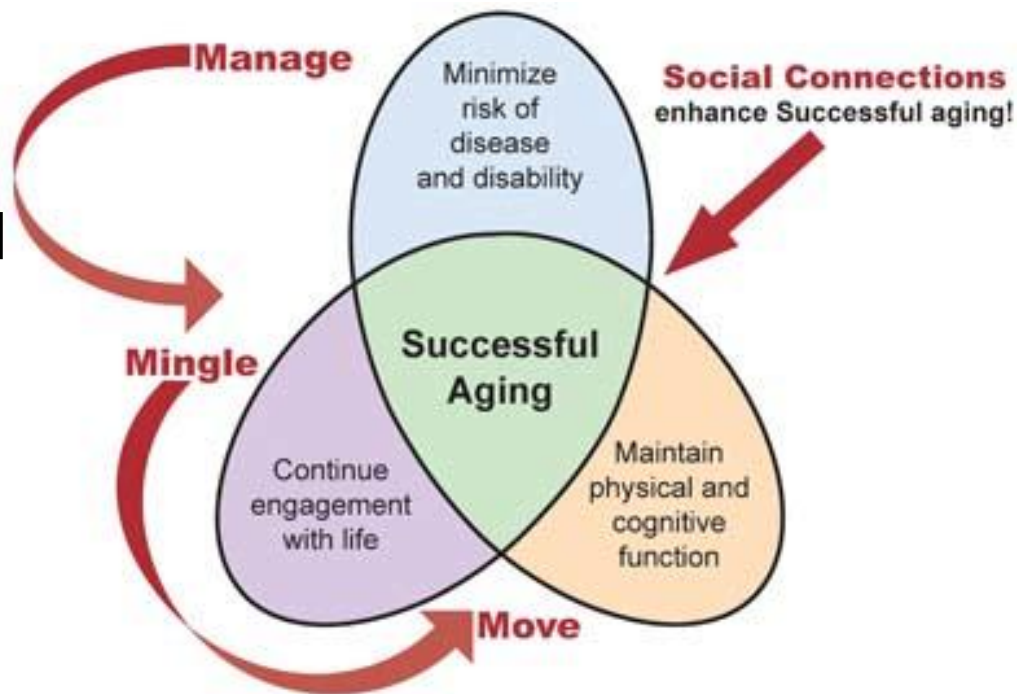 Manage
Minimize
risk of
disease
and disability
Social Connections
enhance Successful aging!
Successful
Aging
Mingle
Continue
engagement
with life
Maintain
physical and
cognitive
function
Move